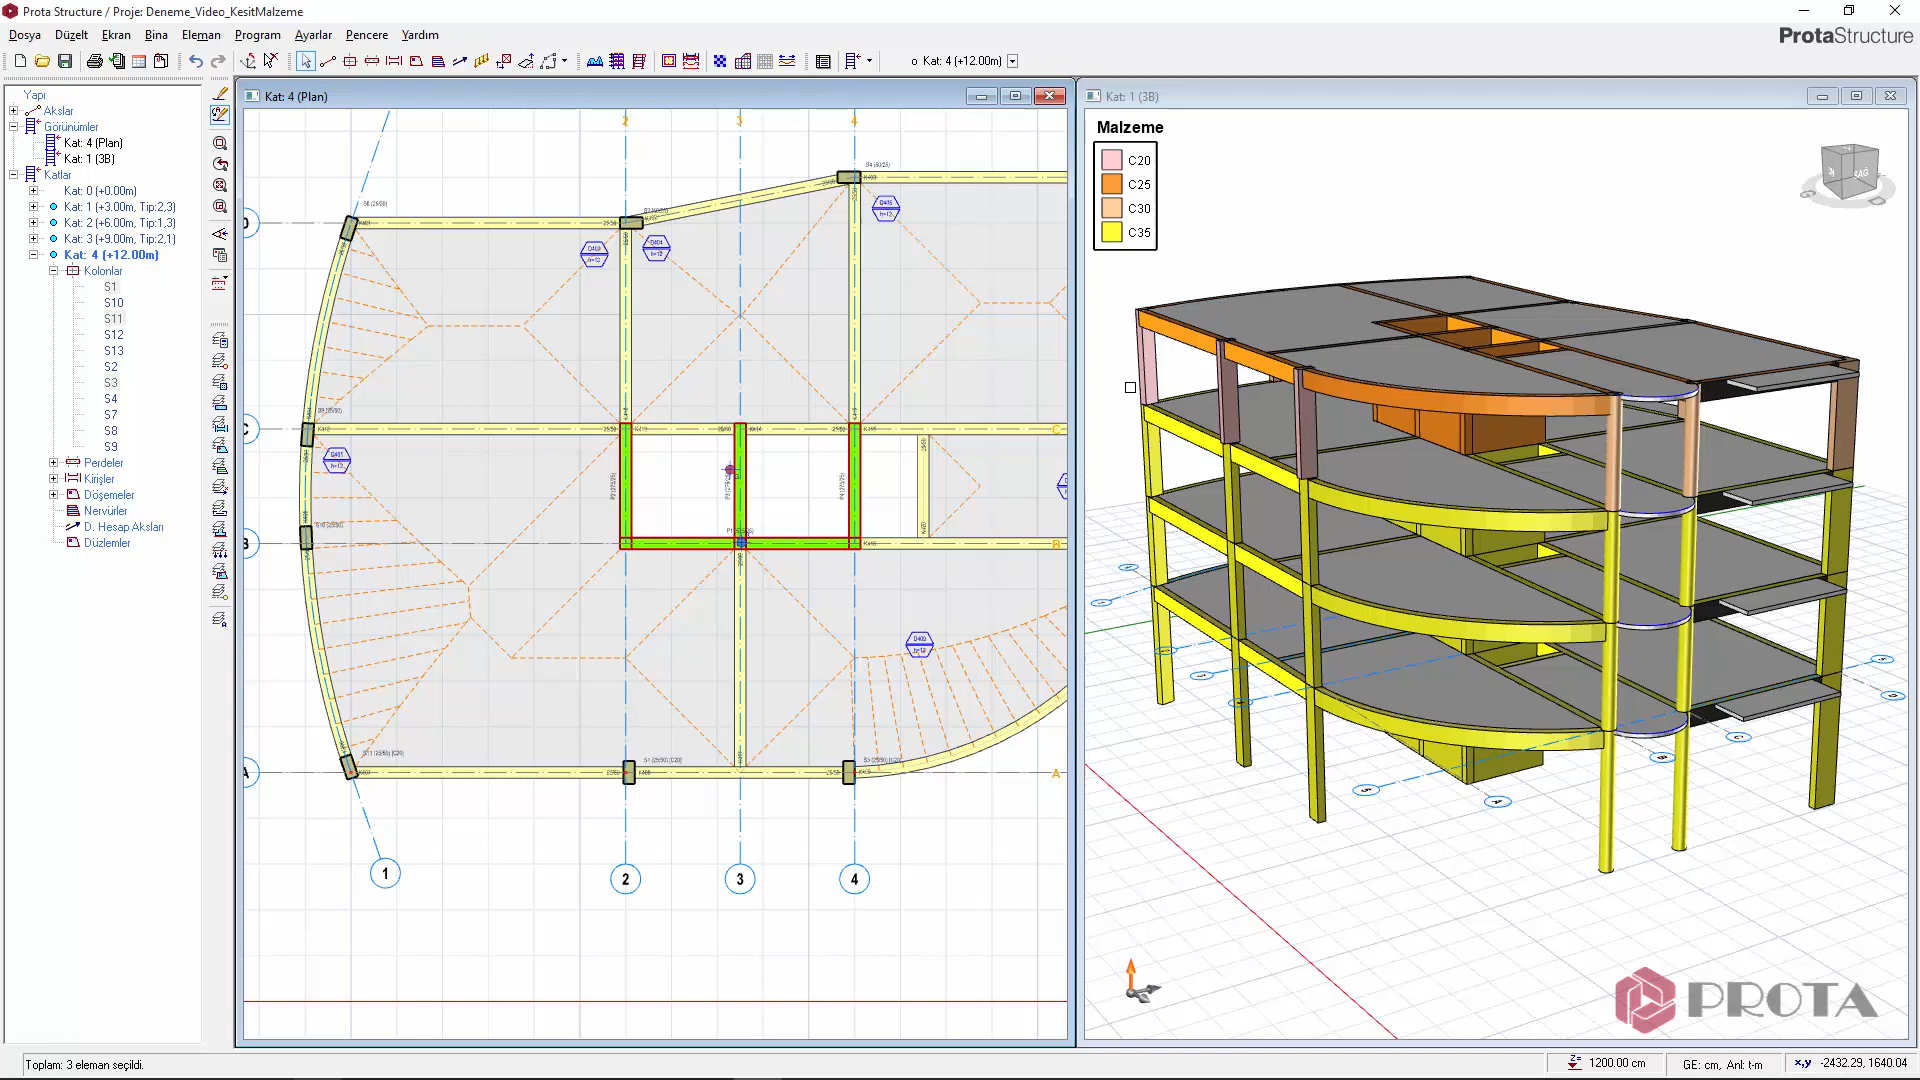 Prota Structure / Proje: Deneme_Video_KesitMalzeme
Dosya Düzelt Ekran Bina Eleman Program Ayarlar Pencere Yardım
ProtaStructure
o Kat: 4 (+12.00m)
Yapı
Akslar
Görünümler
Kat: 4 (Plan)
Kat: 1 (3B)
Katlar
Kat: 0 (+0.00m)
Kat: 1 (+3.00m, Tip:2,3)
Kat: 2 (+6.00m, Tip:1,3)
Kat: 3 (+9.00m, Tip:2,1)
Kat: 4 (+12.00m)
Kolonlar
S1
S10
S11
S12
S13
S2
S3
S4
S7
S8
S9
Perdeler
Kirişler
Döşemeler
Nervürler
D. Hesap Aksları
Düzlemler
Kat: 4 (Plan)
2 3 4
D
C C
B B
A A
1 2 3 4
Kat: 1 (3B)
Malzeme
C20
C25
C30
C35
PROTA
Toplam: 3 eleman seçildi.
1200.00 cm
GE: cm, Anl: t-m
x,y -2432.29, 1640.04